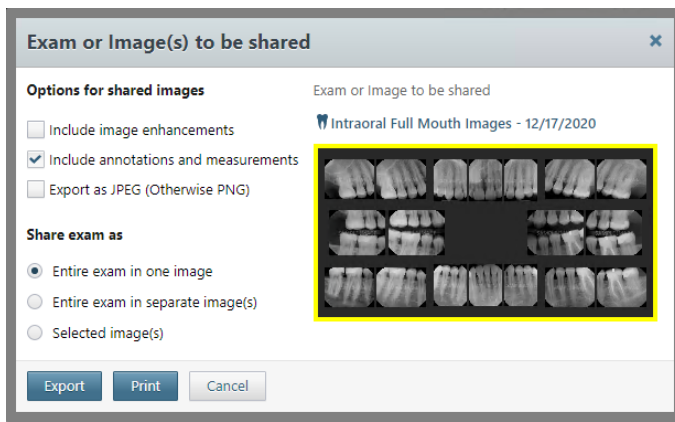 Exam or Image(s) to be shared
Options for shared images
Include image enhancements
Include annotations and measurements
Export as JPEG (Otherwise PNG)
Share exam as
Entire exam in one image
Entire exam in separate image(s)
Selected image(s)
Exam or Image to be shared
Intraoral Full Mouth Images - 12/17/2020
Export
Print
Cancel